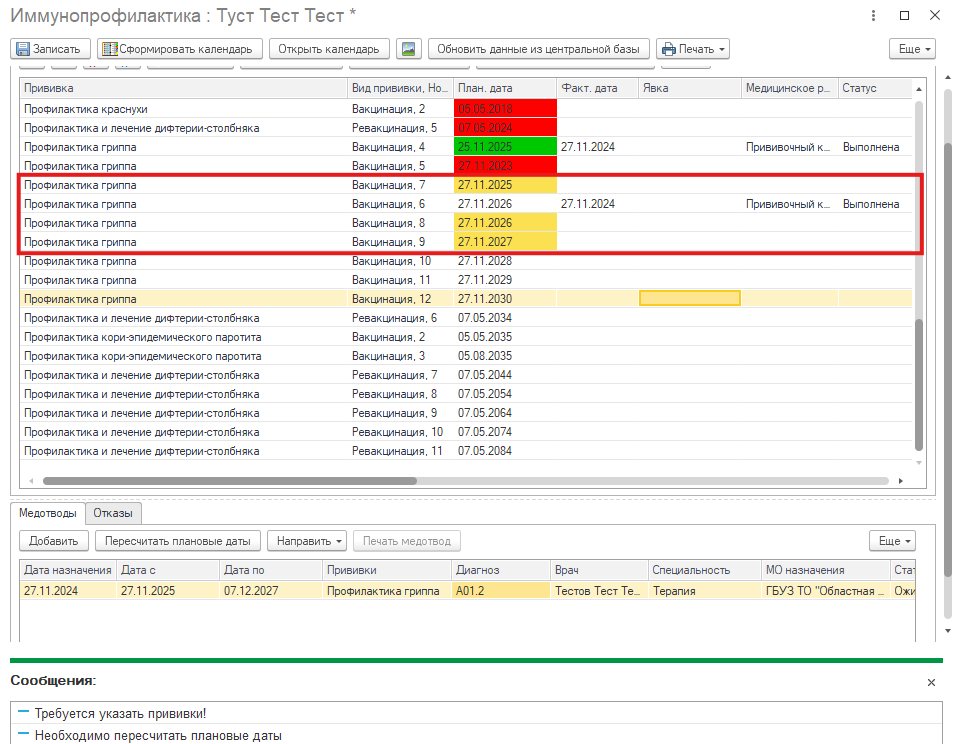 Иммунопрофилактика : Туст Тест Тест *
Записать Сформировать календарь Открыть календарь Обновить данные из центральной базы Печать Еще
Прививка Вид прививки, Но... План. дата Факт. дата Явка Медицинское р... Статус
Профилактика краснухи Вакцинация, 2 05.05.2018
Профилактика и лечение дифтерии-столбняка Ревакцинация, 5 07.05.2024
Профилактика гриппа Вакцинация, 4 25.11.2025 27.11.2024 Прививочный к... Выполнена
Профилактика гриппа Вакцинация, 5 27.11.2023
Профилактика гриппа Вакцинация, 7 27.11.2025
Профилактика гриппа Вакцинация, 6 27.11.2026 27.11.2024 Прививочный к... Выполнена
Профилактика гриппа Вакцинация, 8 27.11.2026
Профилактика гриппа Вакцинация, 9 27.11.2027
Профилактика гриппа Вакцинация, 10 27.11.2028
Профилактика гриппа Вакцинация, 11 27.11.2029
Профилактика гриппа Вакцинация, 12 27.11.2030
Профилактика и лечение дифтерии-столбняка Ревакцинация, 6 07.05.2034
Профилактика кори-эпидемического паротита Вакцинация, 2 05.05.2035
Профилактика кори-эпидемического паротита Вакцинация, 3 05.08.2035
Профилактика и лечение дифтерии-столбняка Ревакцинация, 7 07.05.2044
Профилактика и лечение дифтерии-столбняка Ревакцинация, 8 07.05.2054
Профилактика и лечение дифтерии-столбняка Ревакцинация, 9 07.05.2064
Профилактика и лечение дифтерии-столбняка Ревакцинация, 10 07.05.2074
Профилактика и лечение дифтерии-столбняка Ревакцинация, 11 07.05.2084
Медотводы Отказы
Добавить Пересчитать плановые даты Направить Печать медотвод Еще
Дата назначения Дата с Дата по Прививки Диагноз Врач Специальность МО назначения Стат
27.11.2024 27.11.2025 07.12.2027 Профилактика гриппа A01.2 Тестов Тест Те... Терапия ГБУЗ ТО "Областная ... Ожи
Сообщения:
Требуется указать прививки!
Необходимо пересчитать плановые даты